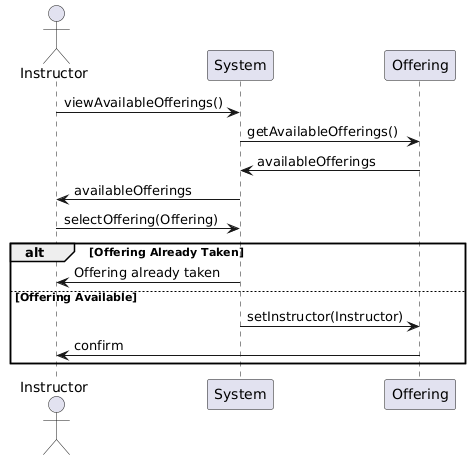 Instructor
System
Offering
viewAvailableOfferings()
getAvailableOfferings()
availableOfferings
availableOfferings
selectOffering(Offering)
alt [Offering Already Taken]
Offering already taken
[Offering Available]
setInstructor(Instructor)
confirm
Instructor
System
Offering